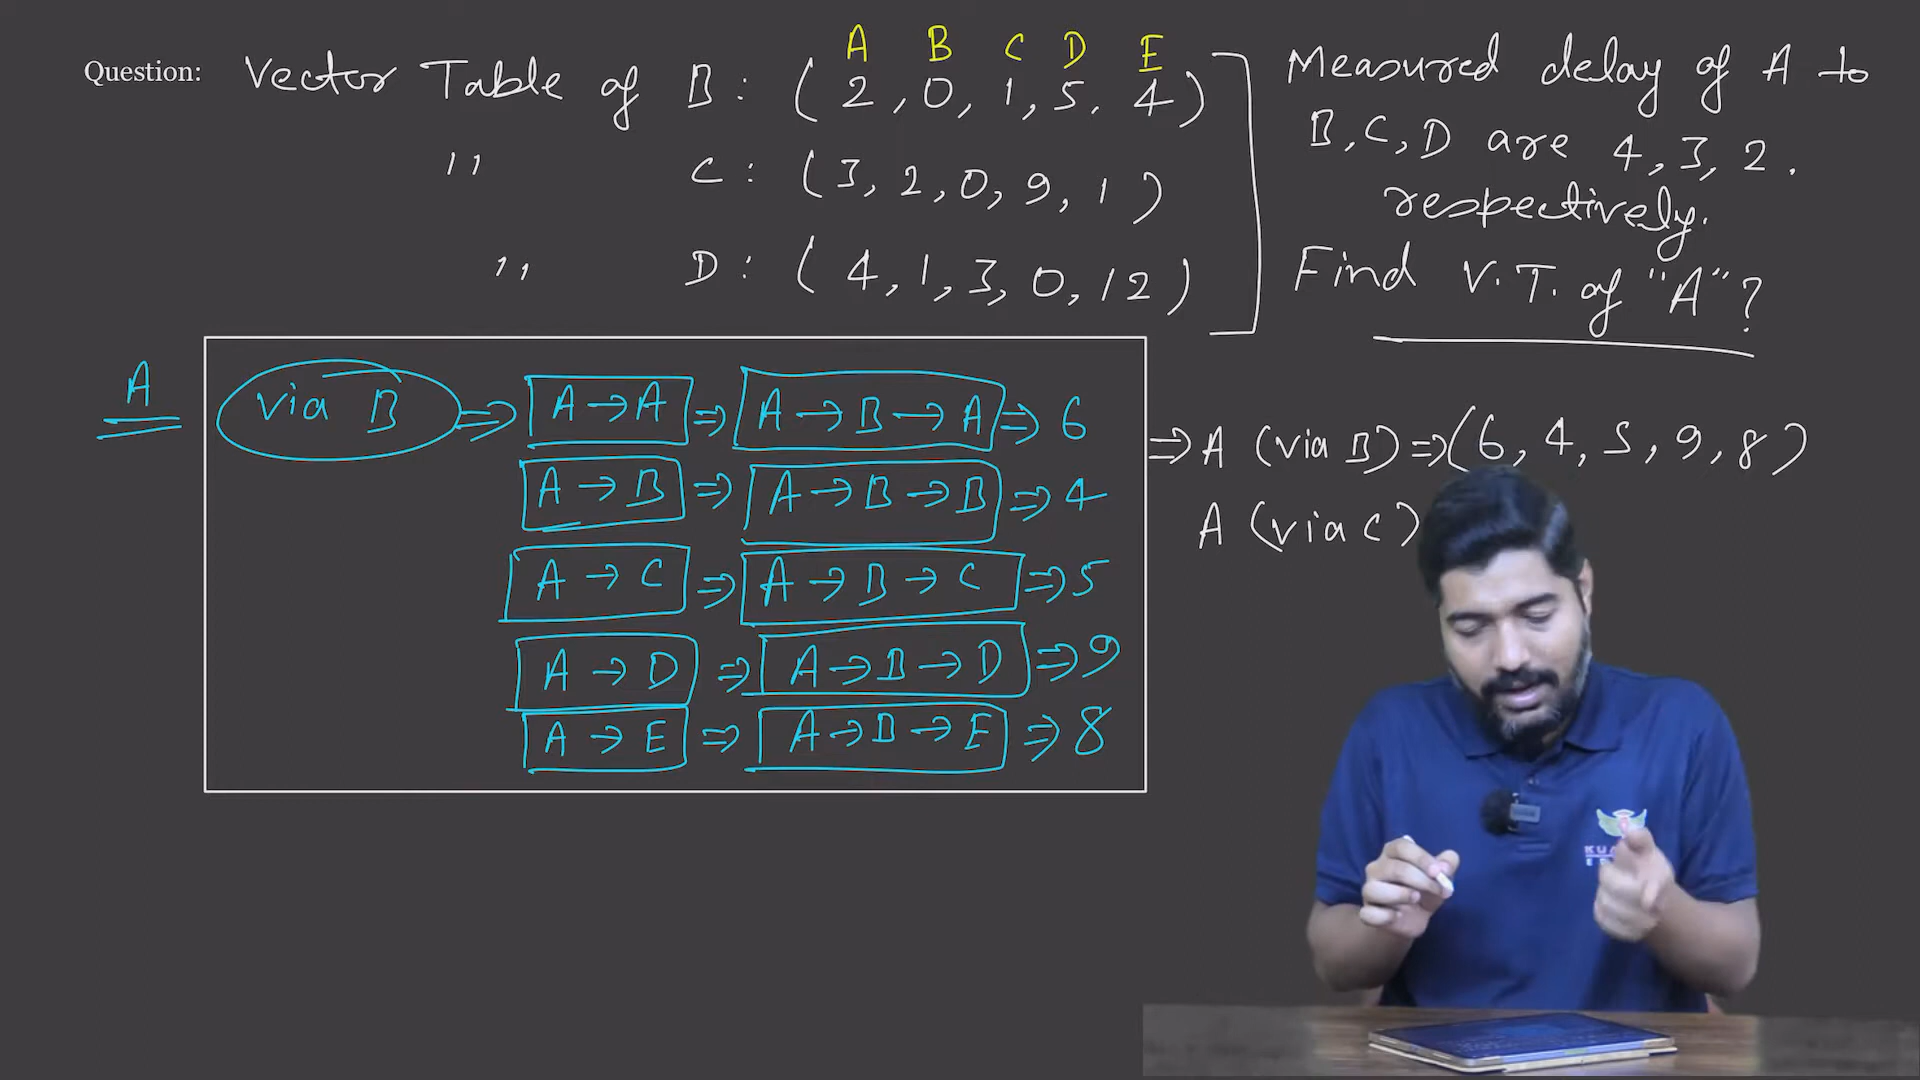 A B C D E
Question: Vector Table of B : (2, 0, 1, 5, 4)
,, C : (3, 2, 0, 9, 1)
,, D : (4, 1, 3, 0, 12)
Measured delay of A to
B, C, D are 4, 3, 2.
respectively.
Find V.T. of "A"?
A
via B ⇒ A → A ⇒ A → B → A ⇒ 6
A → B ⇒ A → B → B ⇒ 4
A → C ⇒ A → B → C ⇒ 5
A → D ⇒ A → B → D ⇒ 9
A → E ⇒ A → B → E ⇒ 8
⇒ A (via B) ⇒ (6, 4, 5, 9, 8)
A (via C)